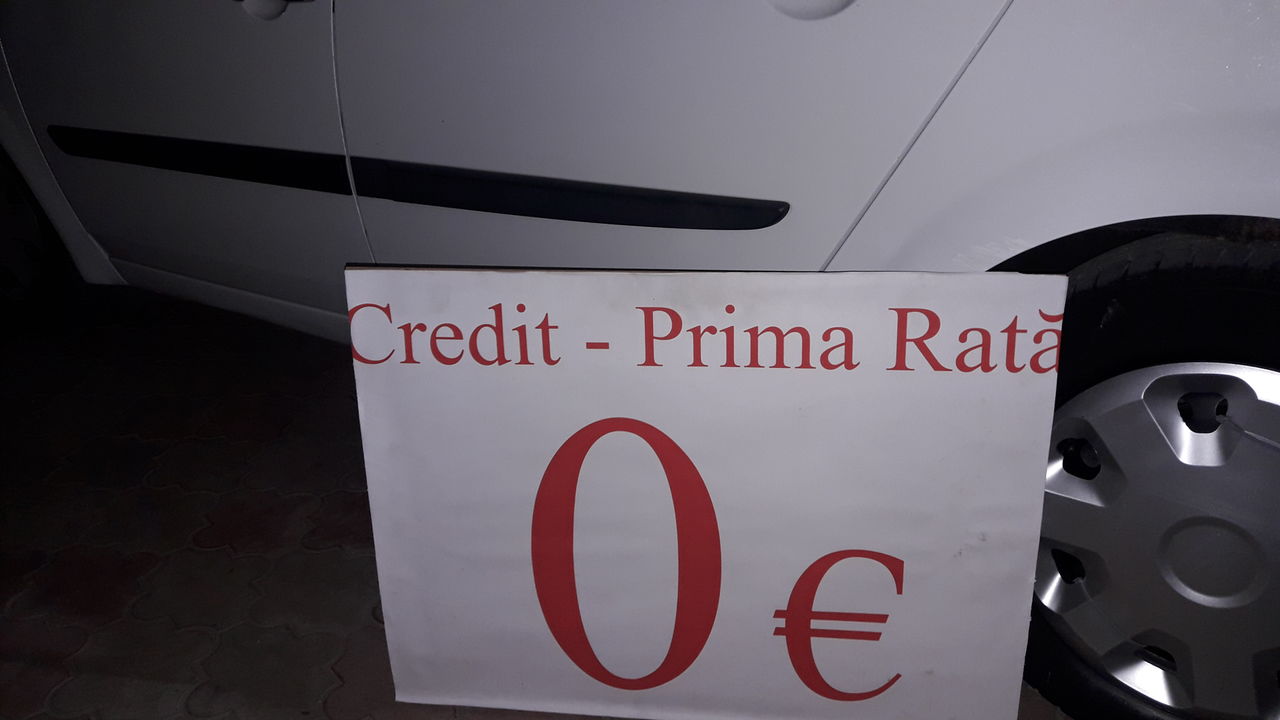 Credit - Prima Rată
0 €